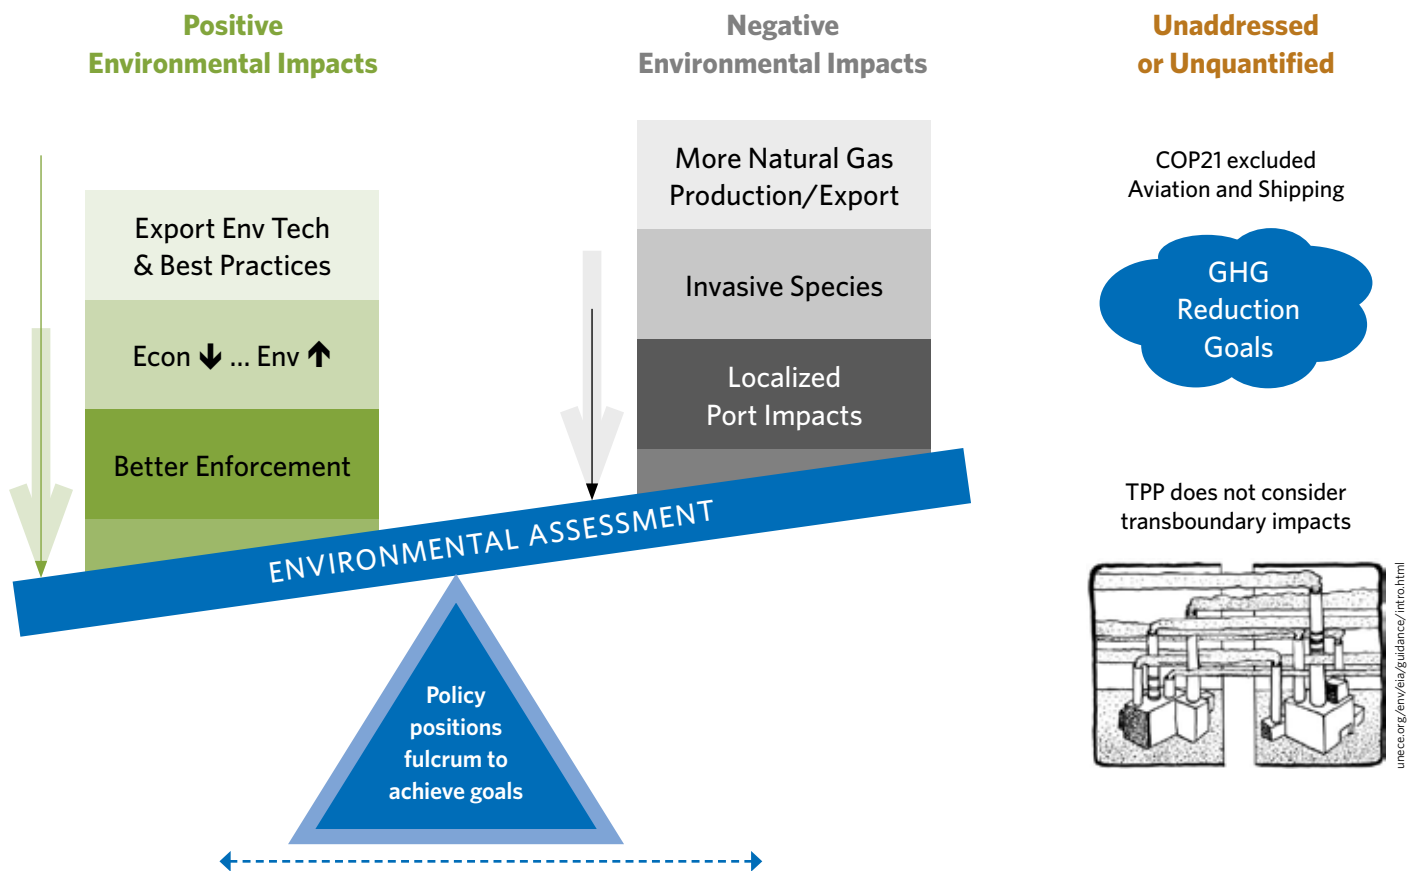 Positive
Environmental Impacts
Negative
Environmental Impacts
Unaddressed
or Unquantified
Export Env Tech
& Best Practices
Econ 🡻 ... Env 🡹
Better Enforcement
More Natural Gas
Production/Export
Invasive Species
Localized
Port Impacts
ENVIRONMENTAL ASSESSMENT
Policy
positions
fulcrum to
achieve goals
COP21 excluded
Aviation and Shipping
GHG
Reduction
Goals
TPP does not consider
transboundary impacts
unece.org/env/eia/guidance/intro.html